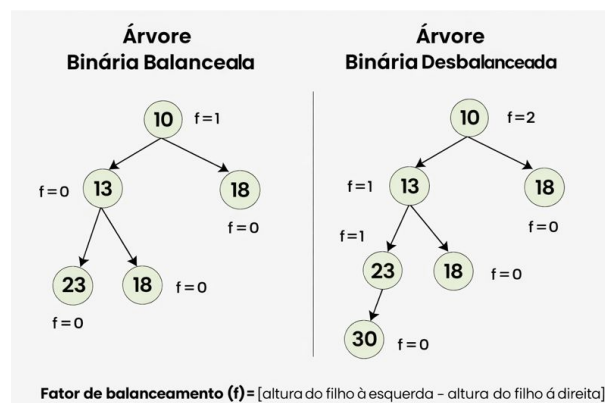 Árvore
Binária Balanceala
10 f=1
f=0 13
18
f=0
23
18 f=0
f=0
Árvore
Binária Desbalanceada
10 f=2
f=1 13
18
f=0
f=1
23
18 f=0
30 f=0
Fator de balanceamento (f)= [altura do filho à esquerda - altura do filho á direita]